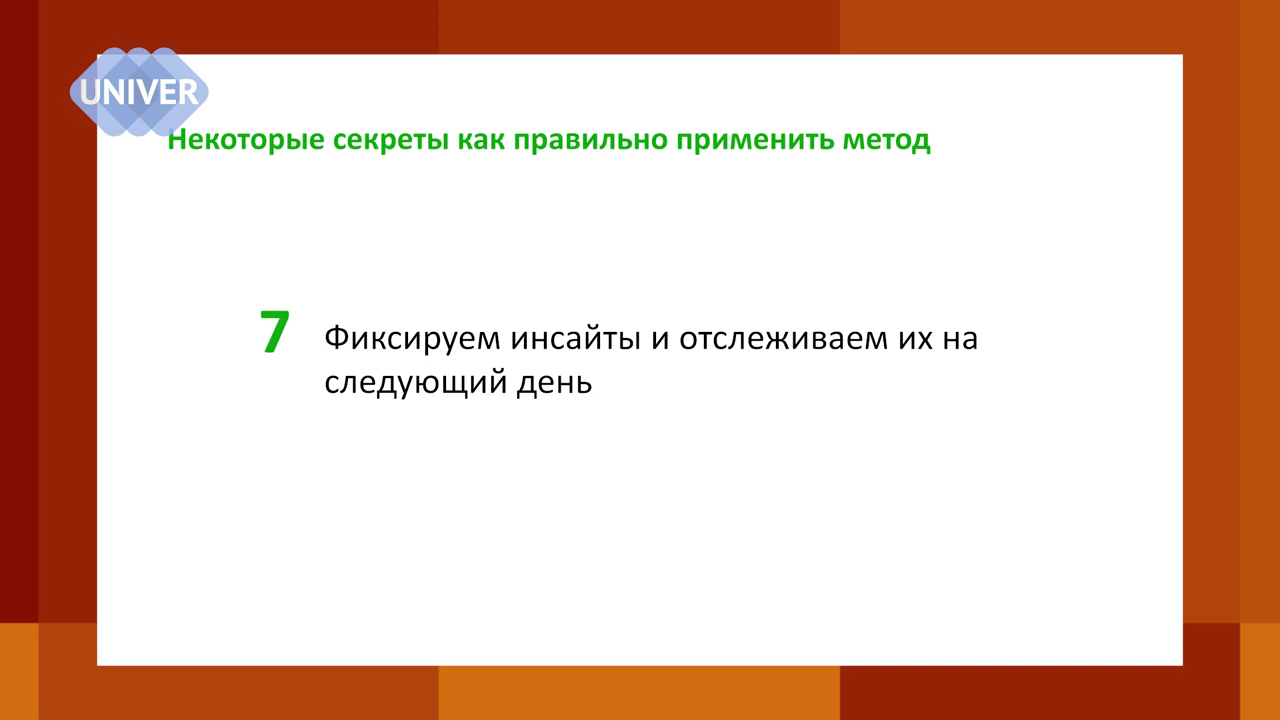 UNIVER
Некоторые секреты как правильно применить метод
7 Фиксируем инсайты и отслеживаем их на
следующий день